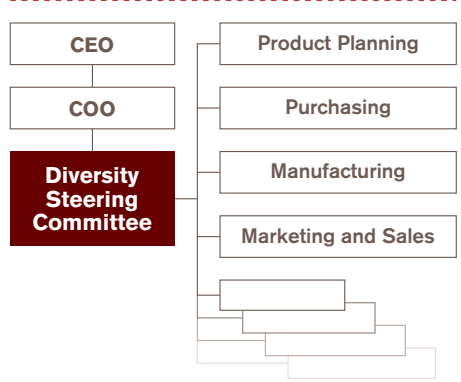 CEO
COO
Diversity
Steering
Committee
Product Planning
Purchasing
Manufacturing
Marketing and Sales